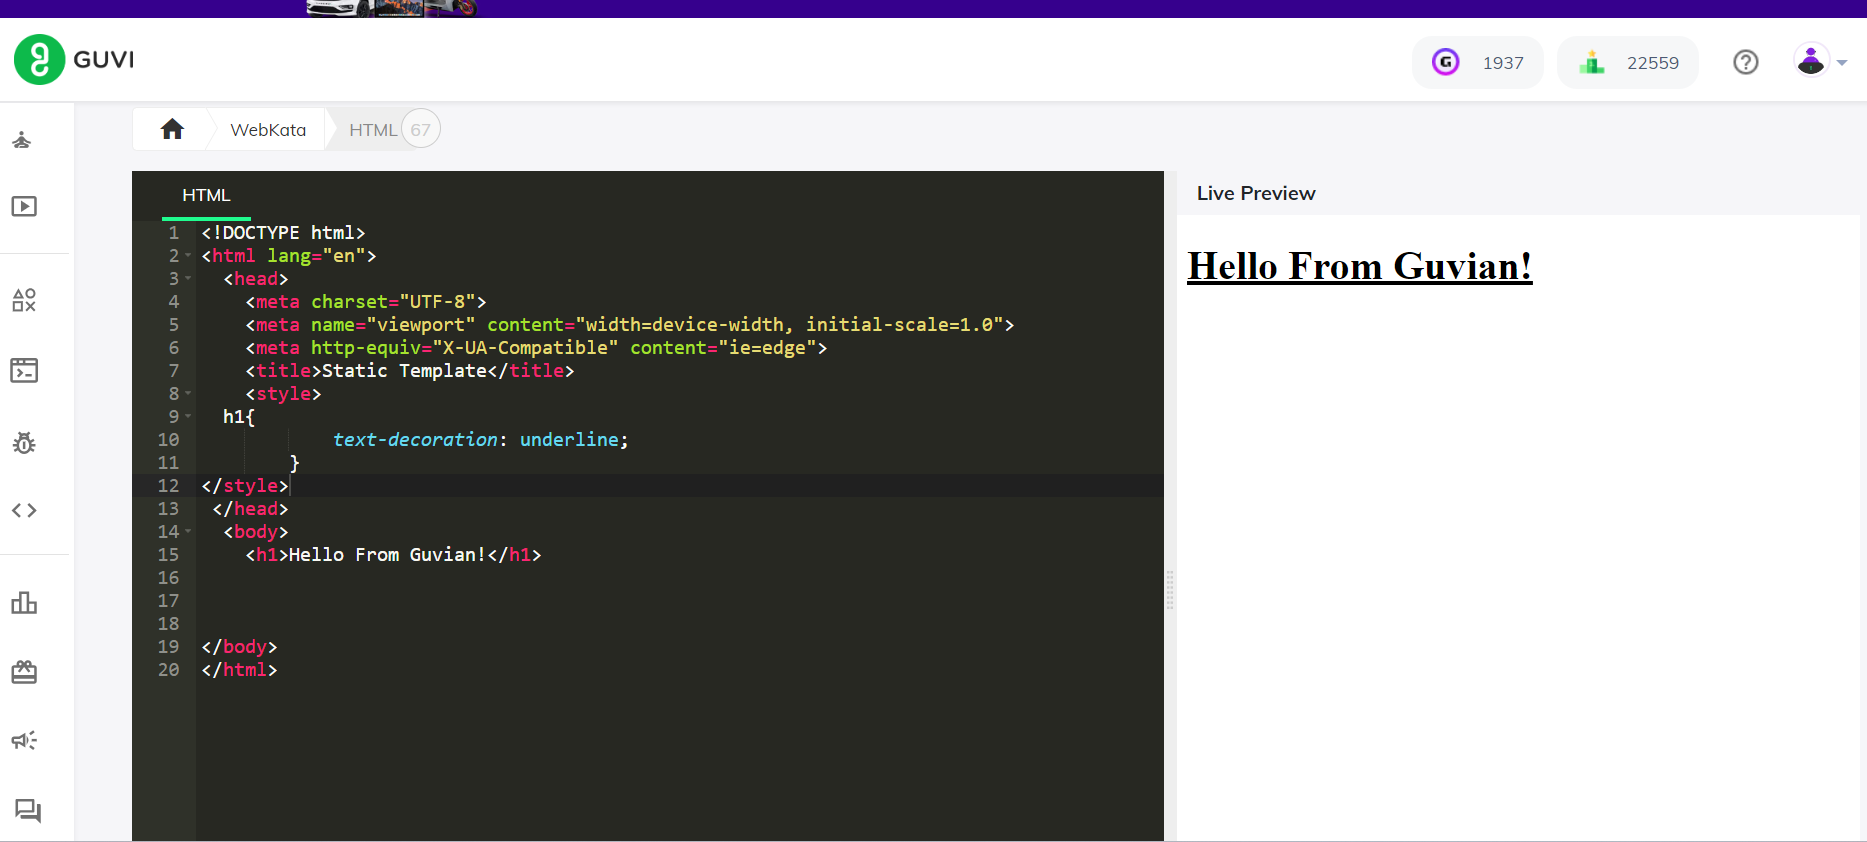 GUVI
1937
22559
WebKata
HTML 67
HTML
Live Preview
1 <!DOCTYPE html>
2 <html lang="en">
3 <head>
4 <meta charset="UTF-8">
5 <meta name="viewport" content="width=device-width, initial-scale=1.0">
6 <meta http-equiv="X-UA-Compatible" content="ie=edge">
7 <title>Static Template</title>
8 <style>
9 h1{
10 text-decoration: underline;
11 }
12 </style>
13 </head>
14 <body>
15 <h1>Hello From Guvian!</h1>
16
17
18
19 </body>
20 </html>
Hello From Guvian!